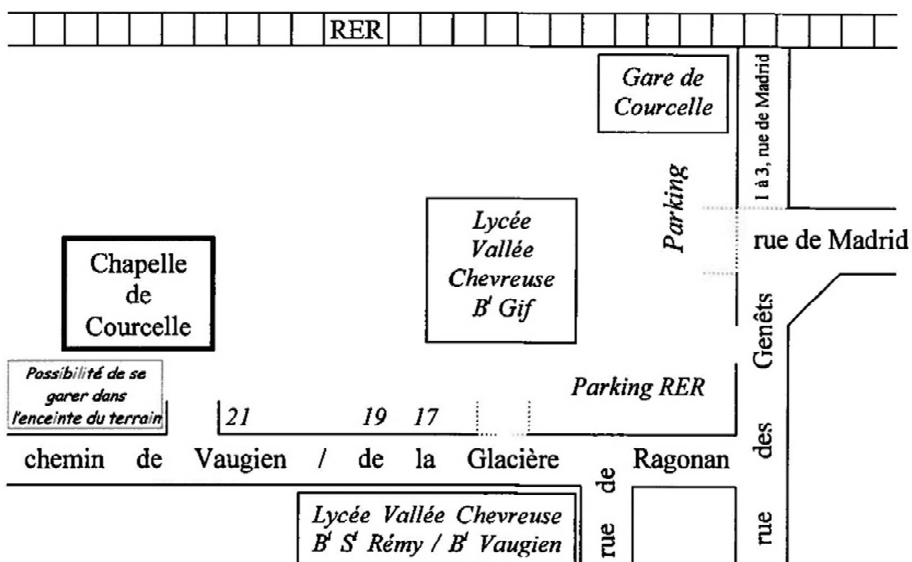 RER
Gare de
Courcelle
1 à 3, rue de Madrid
Parking
rue de Madrid
Lycée
Vallée
Chevreuse
Bᵗ Gif
Chapelle
de
Courcelle
Possibilité de se
garer dans
l'enceinte du terrain
Parking RER
21 19 17
chemin de Vaugien / de la Glacière
Ragonan
rue de
rue des Genêts
Lycée Vallée Chevreuse
Bᵗ Sᵗ Rémy / Bᵗ Vaugien